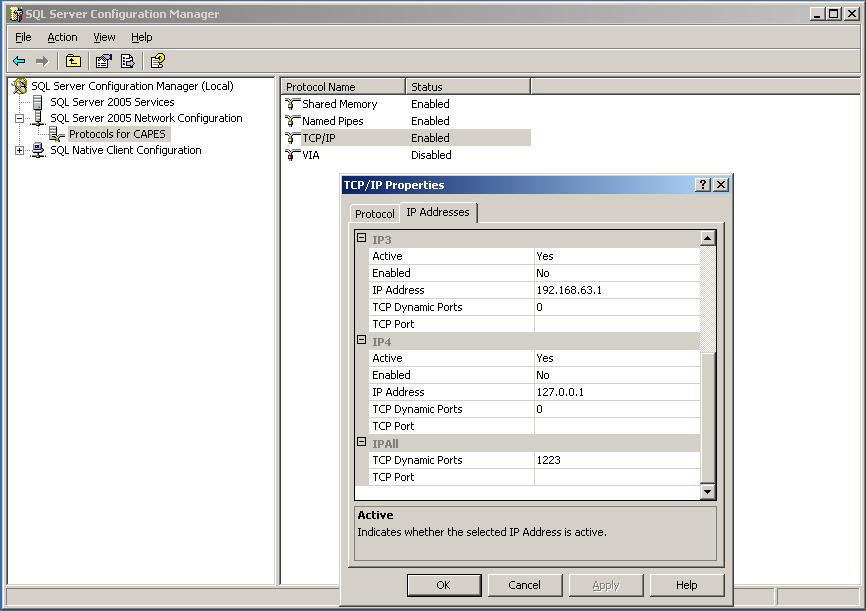 SQL Server Configuration Manager
File Action View Help
SQL Server Configuration Manager (Local)
SQL Server 2005 Services
SQL Server 2005 Network Configuration
Protocols for CAPES
SQL Native Client Configuration
Protocol Name Status
Shared Memory Enabled
Named Pipes Enabled
TCP/IP Enabled
VIA Disabled
TCP/IP Properties
Protocol IP Addresses
IP3
Active Yes
Enabled No
IP Address 192.168.63.1
TCP Dynamic Ports 0
TCP Port
IP4
Active Yes
Enabled No
IP Address 127.0.0.1
TCP Dynamic Ports 0
TCP Port
IPAll
TCP Dynamic Ports 1223
TCP Port
Active
Indicates whether the selected IP Address is active.
OK Cancel Apply Help